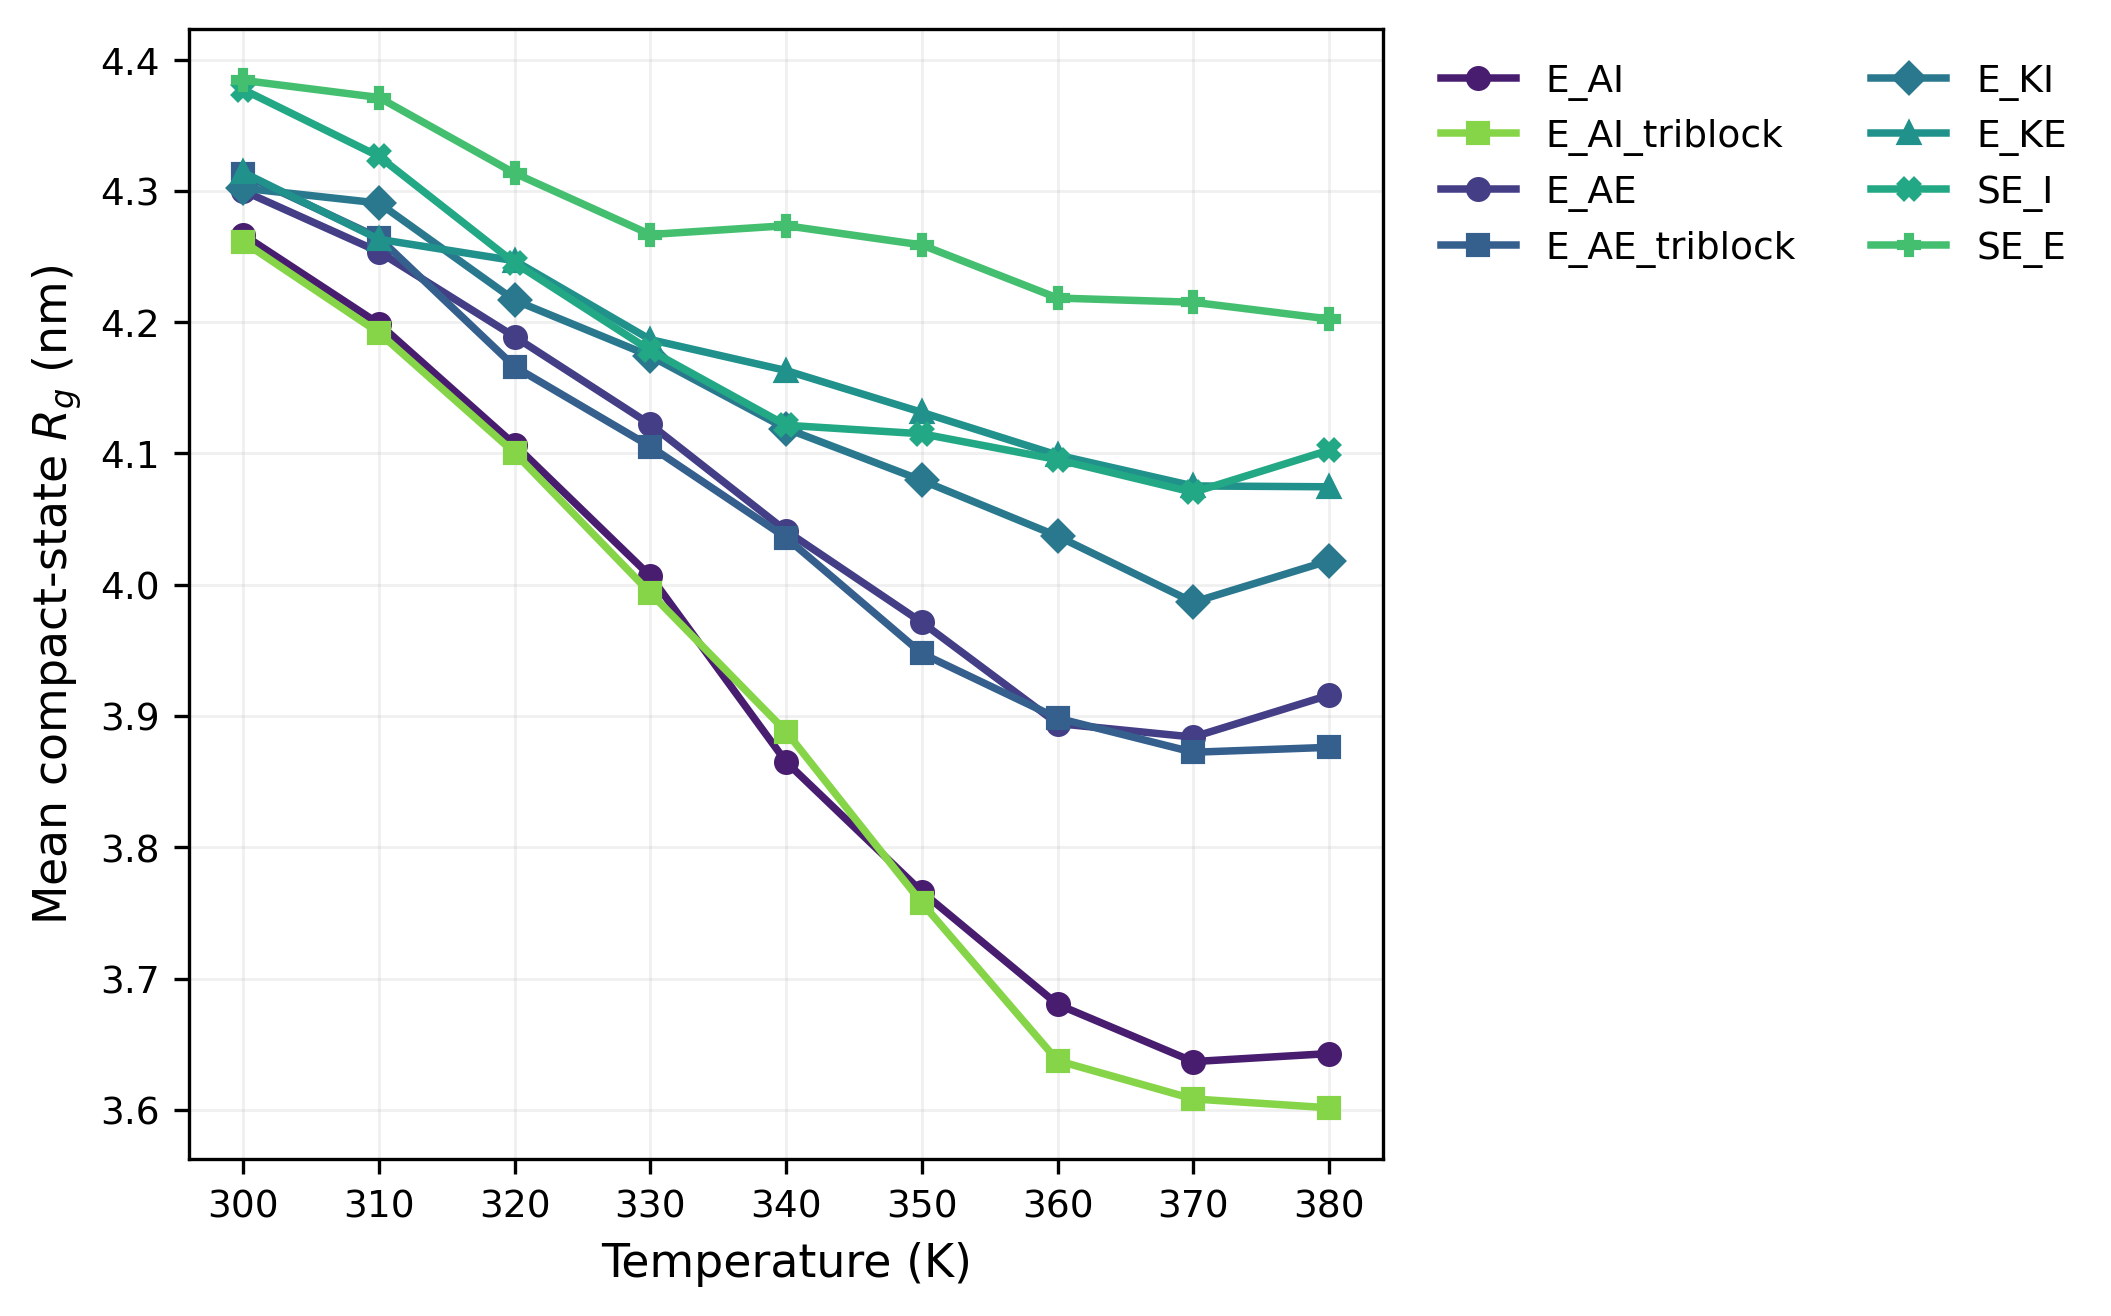 4.4
4.3
4.2
4.1
4.0
3.9
3.8
3.7
3.6
Mean compact-state R_g (nm)
300 310 320 330 340 350 360 370 380
Temperature (K)
E_AI
E_AI_triblock
E_AE
E_AE_triblock
E_KI
E_KE
SE_I
SE_E